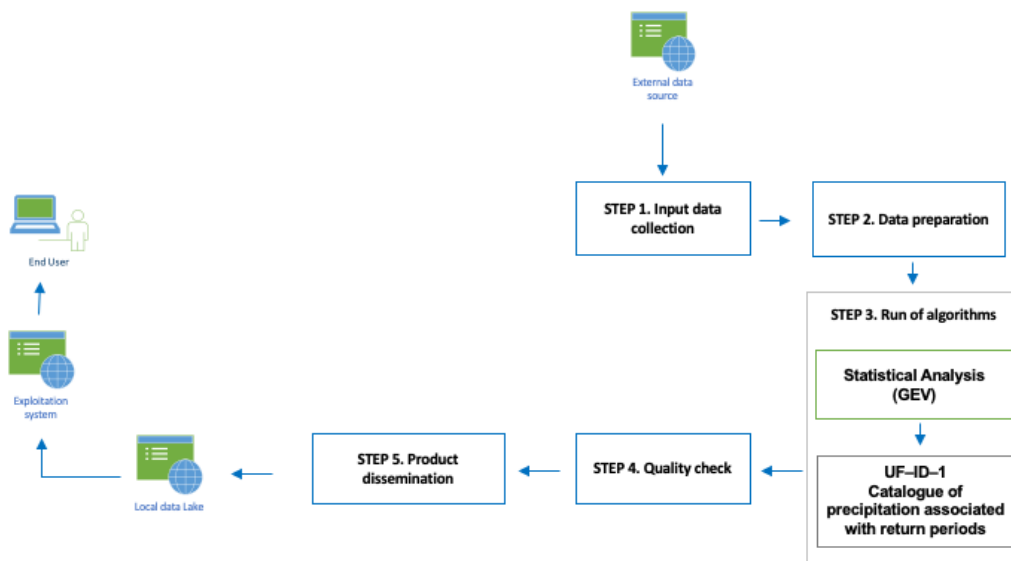 External data
source
STEP 1. Input data
collection
STEP 2. Data preparation
STEP 3. Run of algorithms
Statistical Analysis
(GEV)
UF–ID–1
Catalogue of
precipitation associated
with return periods
STEP 4. Quality check
STEP 5. Product
dissemination
Local data Lake
Exploitation
system
End User